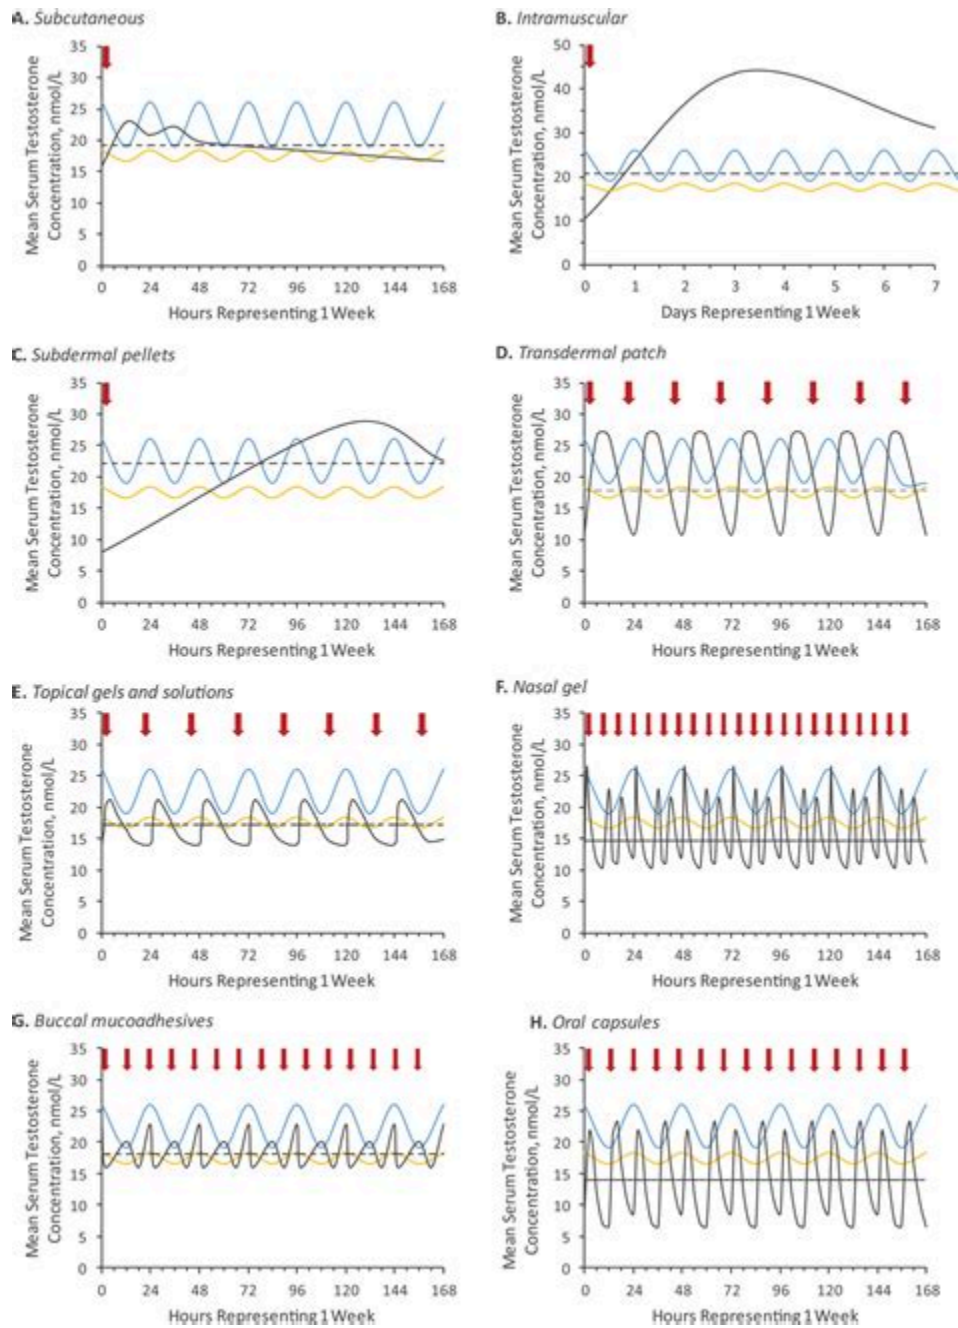 A. Subcutaneous
Mean Serum Testosterone
Concentration, nmol/L
35
30
25
20
15
10
5
0
0 24 48 72 96 120 144 168
Hours Representing 1 Week
B. Intramuscular
Mean Serum Testosterone
Concentration, nmol/L
50
40
30
20
10
0
0 1 2 3 4 5 6 7
Days Representing 1 Week
C. Subdermal pellets
Mean Serum Testosterone
Concentration, nmol/L
35
30
25
20
15
10
5
0
0 24 48 72 96 120 144 168
Hours Representing 1 Week
D. Transdermal patch
Mean Serum Testosterone
Concentration, nmol/L
35
30
25
20
15
10
5
0
0 24 48 72 96 120 144 168
Hours Representing 1 Week
E. Topical gels and solutions
Mean Serum Testosterone
Concentration, nmol/L
35
30
25
20
15
10
5
0
0 24 48 72 96 120 144 168
Hours Representing 1 Week
F. Nasal gel
Mean Serum Testosterone
Concentration, nmol/L
35
30
25
20
15
10
5
0
0 24 48 72 96 120 144 168
Hours Representing 1 Week
G. Buccal mucoadhesives
Mean Serum Testosterone
Concentration, nmol/L
35
30
25
20
15
10
5
0
0 24 48 72 96 120 144 168
Hours Representing 1 Week
H. Oral capsules
Mean Serum Testosterone
Concentration, nmol/L
35
30
25
20
15
10
5
0
0 24 48 72 96 120 144 168
Hours Representing 1 Week